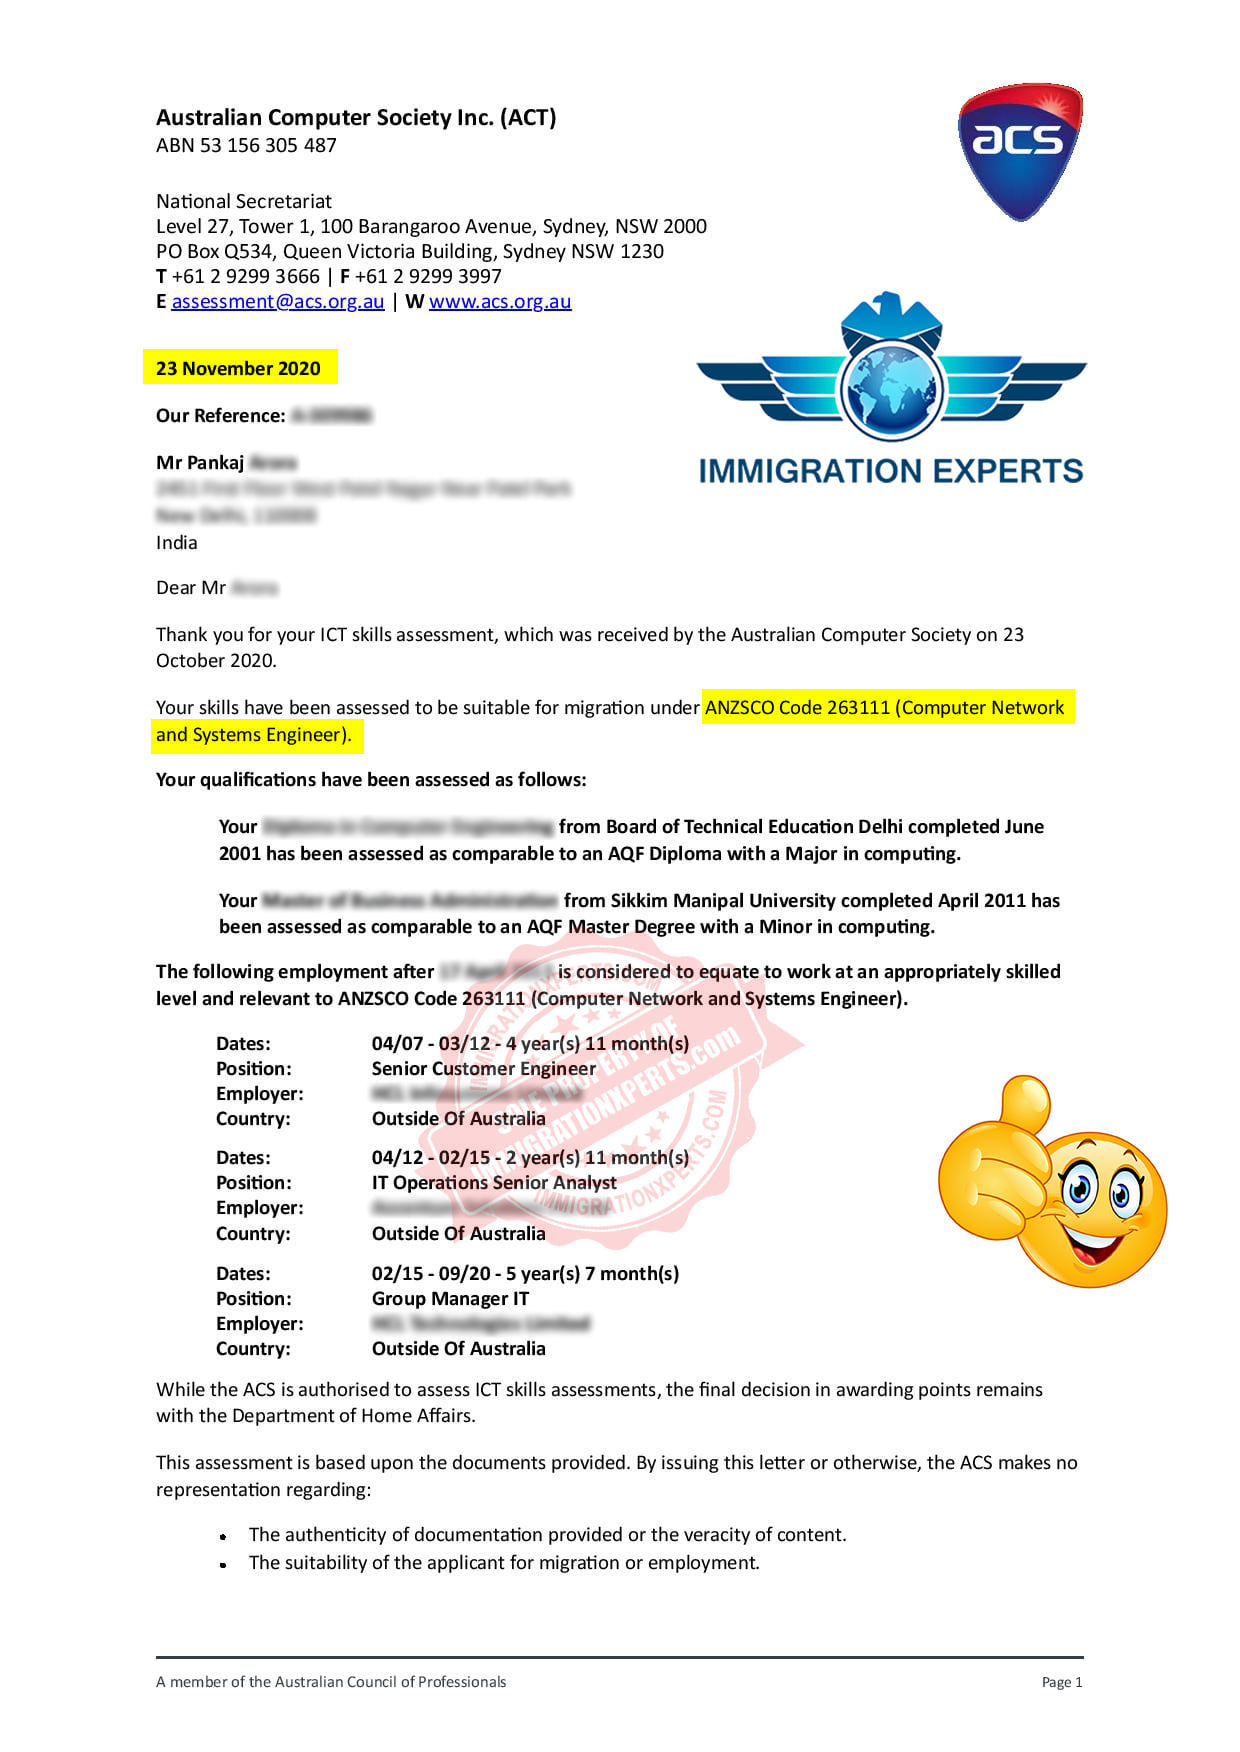 Australian Computer Society Inc. (ACT)
ABN 53 156 305 487
acs
National Secretariat
Level 27, Tower 1, 100 Barangaroo Avenue, Sydney, NSW 2000
PO Box Q534, Queen Victoria Building, Sydney NSW 1230
T +61 2 9299 3666 | F +61 2 9299 3997
E assessment@acs.org.au | W www.acs.org.au
IMMIGRATION EXPERTS
23 November 2020
Our Reference:
Mr Pankaj
India
Dear Mr
Thank you for your ICT skills assessment, which was received by the Australian Computer Society on 23
October 2020.
Your skills have been assessed to be suitable for migration under ANZSCO Code 263111 (Computer Network
and Systems Engineer).
Your qualifications have been assessed as follows:
Your from Board of Technical Education Delhi completed June
2001 has been assessed as comparable to an AQF Diploma with a Major in computing.
Your from Sikkim Manipal University completed April 2011 has
been assessed as comparable to an AQF Master Degree with a Minor in computing.
The following employment after is considered to equate to work at an appropriately skilled
level and relevant to ANZSCO Code 263111 (Computer Network and Systems Engineer).
Dates: 04/07 - 03/12 - 4 year(s) 11 month(s)
Position: Senior Customer Engineer
Employer:
Country: Outside Of Australia
Dates: 04/12 - 02/15 - 2 year(s) 11 month(s)
Position: IT Operations Senior Analyst
Employer:
Country: Outside Of Australia
Dates: 02/15 - 09/20 - 5 year(s) 7 month(s)
Position: Group Manager IT
Employer:
Country: Outside Of Australia
IMMIGRATIONXPERTS.COM
SOLE PROPERTY OF
IMMIGRATIONXPERTS.com
IMMIGRATIONXPERTS.COM
While the ACS is authorised to assess ICT skills assessments, the final decision in awarding points remains
with the Department of Home Affairs.
This assessment is based upon the documents provided. By issuing this letter or otherwise, the ACS makes no
representation regarding:
• The authenticity of documentation provided or the veracity of content.
• The suitability of the applicant for migration or employment.
A member of the Australian Council of Professionals Page 1